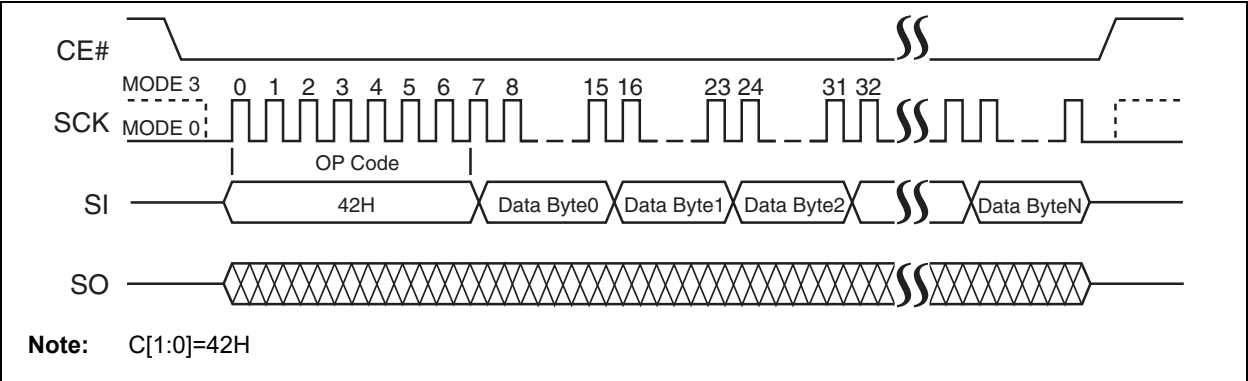 CE#
MODE 3
0 1 2 3 4 5 6 7 8 15 16 23 24 31 32
SCK
MODE 0
OP Code
SI
42H
Data Byte0
Data Byte1
Data Byte2
Data ByteN
SO
Note: C[1:0]=42H